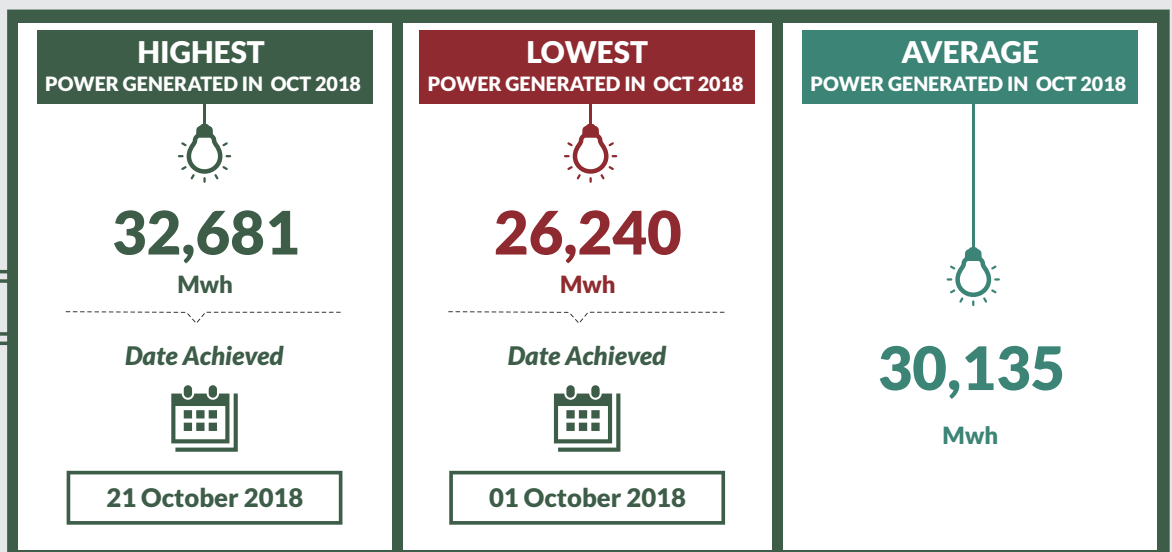 HIGHEST
POWER GENERATED IN OCT 2018
32,681
Mwh
Date Achieved
21 October 2018
LOWEST
POWER GENERATED IN OCT 2018
26,240
Mwh
Date Achieved
01 October 2018
AVERAGE
POWER GENERATED IN OCT 2018
30,135
Mwh